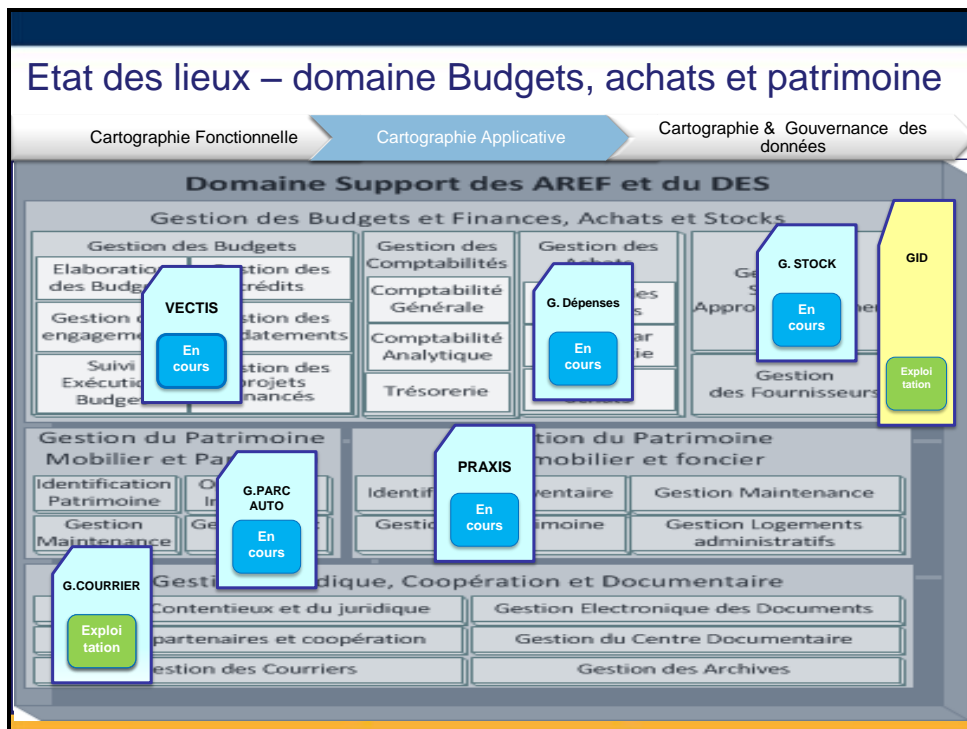 Etat des lieux – domaine Budgets, achats et patrimoine
Cartographie Fonctionnelle
Cartographie Applicative
Cartographie & Gouvernance des
données
Domaine Support des AREF et du DES
Gestion des Budgets et Finances, Achats et Stocks
Gestion des Budgets
Gestion des
Comptabilités
Comptabilité
Générale
Comptabilité
Analytique
Trésorerie
Gestion des
Gestion
des Fournisseurs
VECTIS
En
cours
G. Dépenses
En
cours
G. STOCK
En
cours
GID
Exploi
tation
Gestion du Patrimoine
Mobilier et
Identification
Patrimoine
Gestion
Maintenance
G.PARC
AUTO
En
cours
du Patrimoine
et foncier
Gestion Maintenance
Gestion Logements
administratifs
PRAXIS
En
cours
G.COURRIER
Exploi
tation
Coopération et Documentaire
Contentieux et du juridique
Gestion Electronique des Documents
partenaires et coopération
Gestion du Centre Documentaire
des Courriers
Gestion des Archives